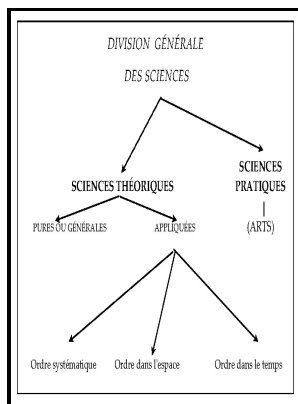 DIVISION GÉNÉRALE
DES SCIENCES
SCIENCES THÉORIQUES
SCIENCES
PRATIQUES
(ARTS)
PURES OU GÉNÉRALES
APPLIQUÉES
Ordre systématique
Ordre dans l'espace
Ordre dans le temps